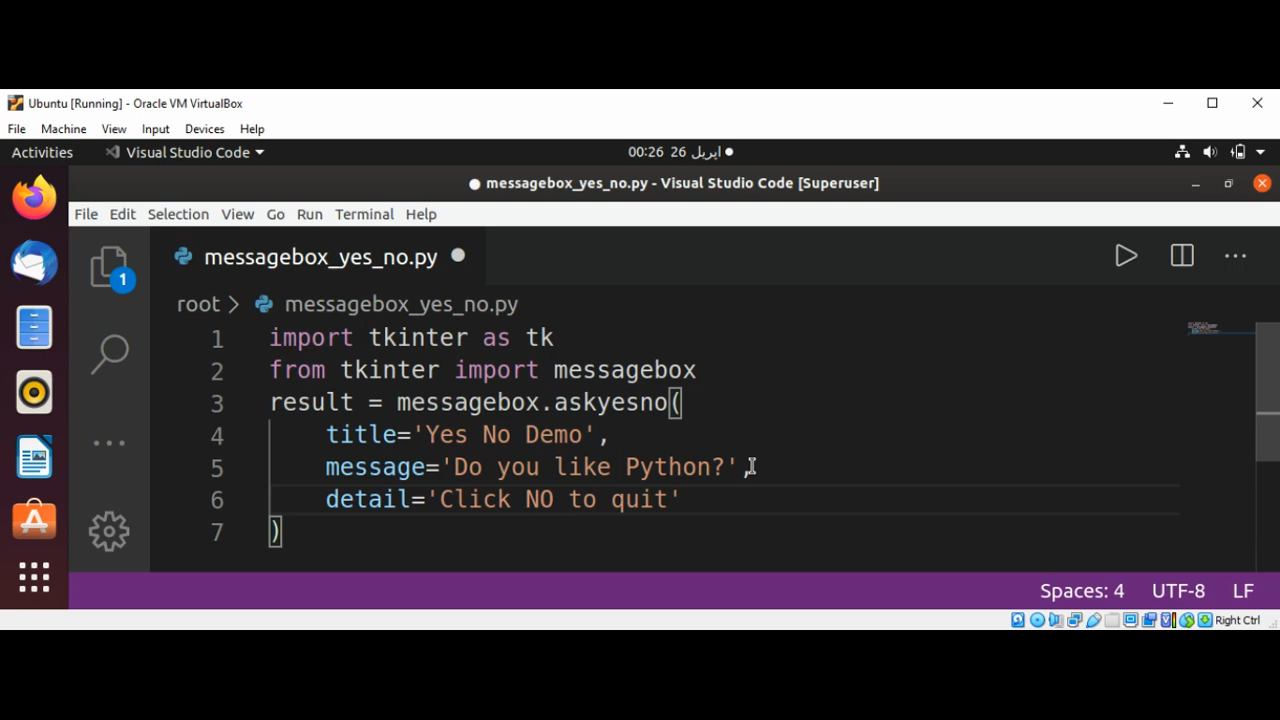 Ubuntu [Running] - Oracle VM VirtualBox
File Machine View Input Devices Help
Activities Visual Studio Code 00:26 26 اپریل
messagebox_yes_no.py - Visual Studio Code [Superuser]
File Edit Selection View Go Run Terminal Help
1
messagebox_yes_no.py
root > messagebox_yes_no.py
1 import tkinter as tk
2 from tkinter import messagebox
3 result = messagebox.askyesno(
4 title='Yes No Demo',
5 message='Do you like Python?',
6 detail='Click NO to quit'
7 )
Spaces: 4 UTF-8 LF
Right Ctrl